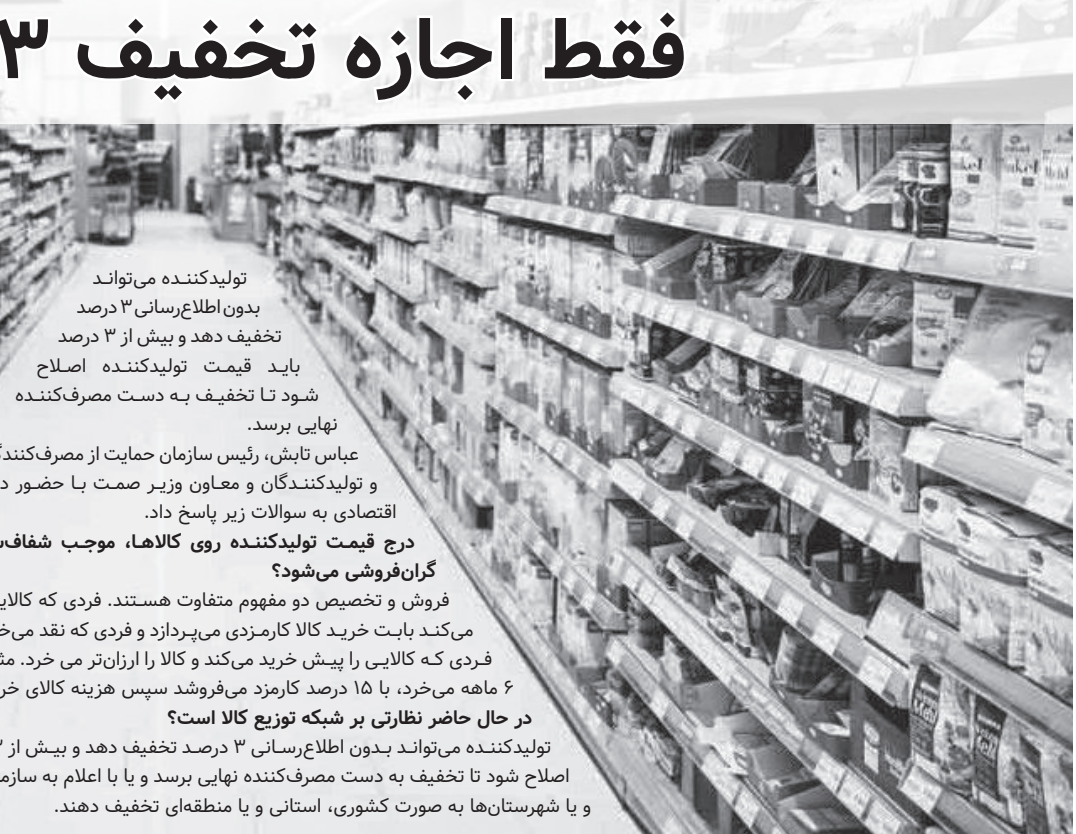 فقط اجازه تخفیف ۳
تولیدکننده می‌تواند
بدون اطلاع‌رسانی ۳ درصد
تخفیف دهد و بیش از ۳ درصد
باید قیمت تولیدکننده اصلاح
شود تا تخفیف به دست مصرف‌کننده
نهایی برسد.
عباس تابش، رئیس سازمان حمایت از
و تولیدکنندگان و معاون وزیر صمت با حضور
اقتصادی به سوالات زیر پاسخ داد.
درج قیمت تولیدکننده روی کالاها، موجب
گران‌فروشی می‌شود؟
فروش و تخصیص دو مفهوم متفاوت هستند. فردی که
می‌کند بابت خرید کالا کارمزدی می‌پردازد و فردی که نقد
فردی که کالایی را پیش خرید می‌کند و کالا را ارزان‌تر می خرد.
۶ ماهه می‌خرد، با ۱۵ درصد کارمزد می‌فروشد سپس هزینه کالای
در حال حاضر نظارتی بر شبکه توزیع کالا است؟
تولیدکننده می‌تواند بدون اطلاع‌رسانی ۳ درصد تخفیف دهد و بیش از
اصلاح شود تا تخفیف به دست مصرف‌کننده نهایی برسد و یا با اعلام به
و یا شهرستان‌ها به صورت کشوری، استانی و یا منطقه‌ای تخفیف دهند.